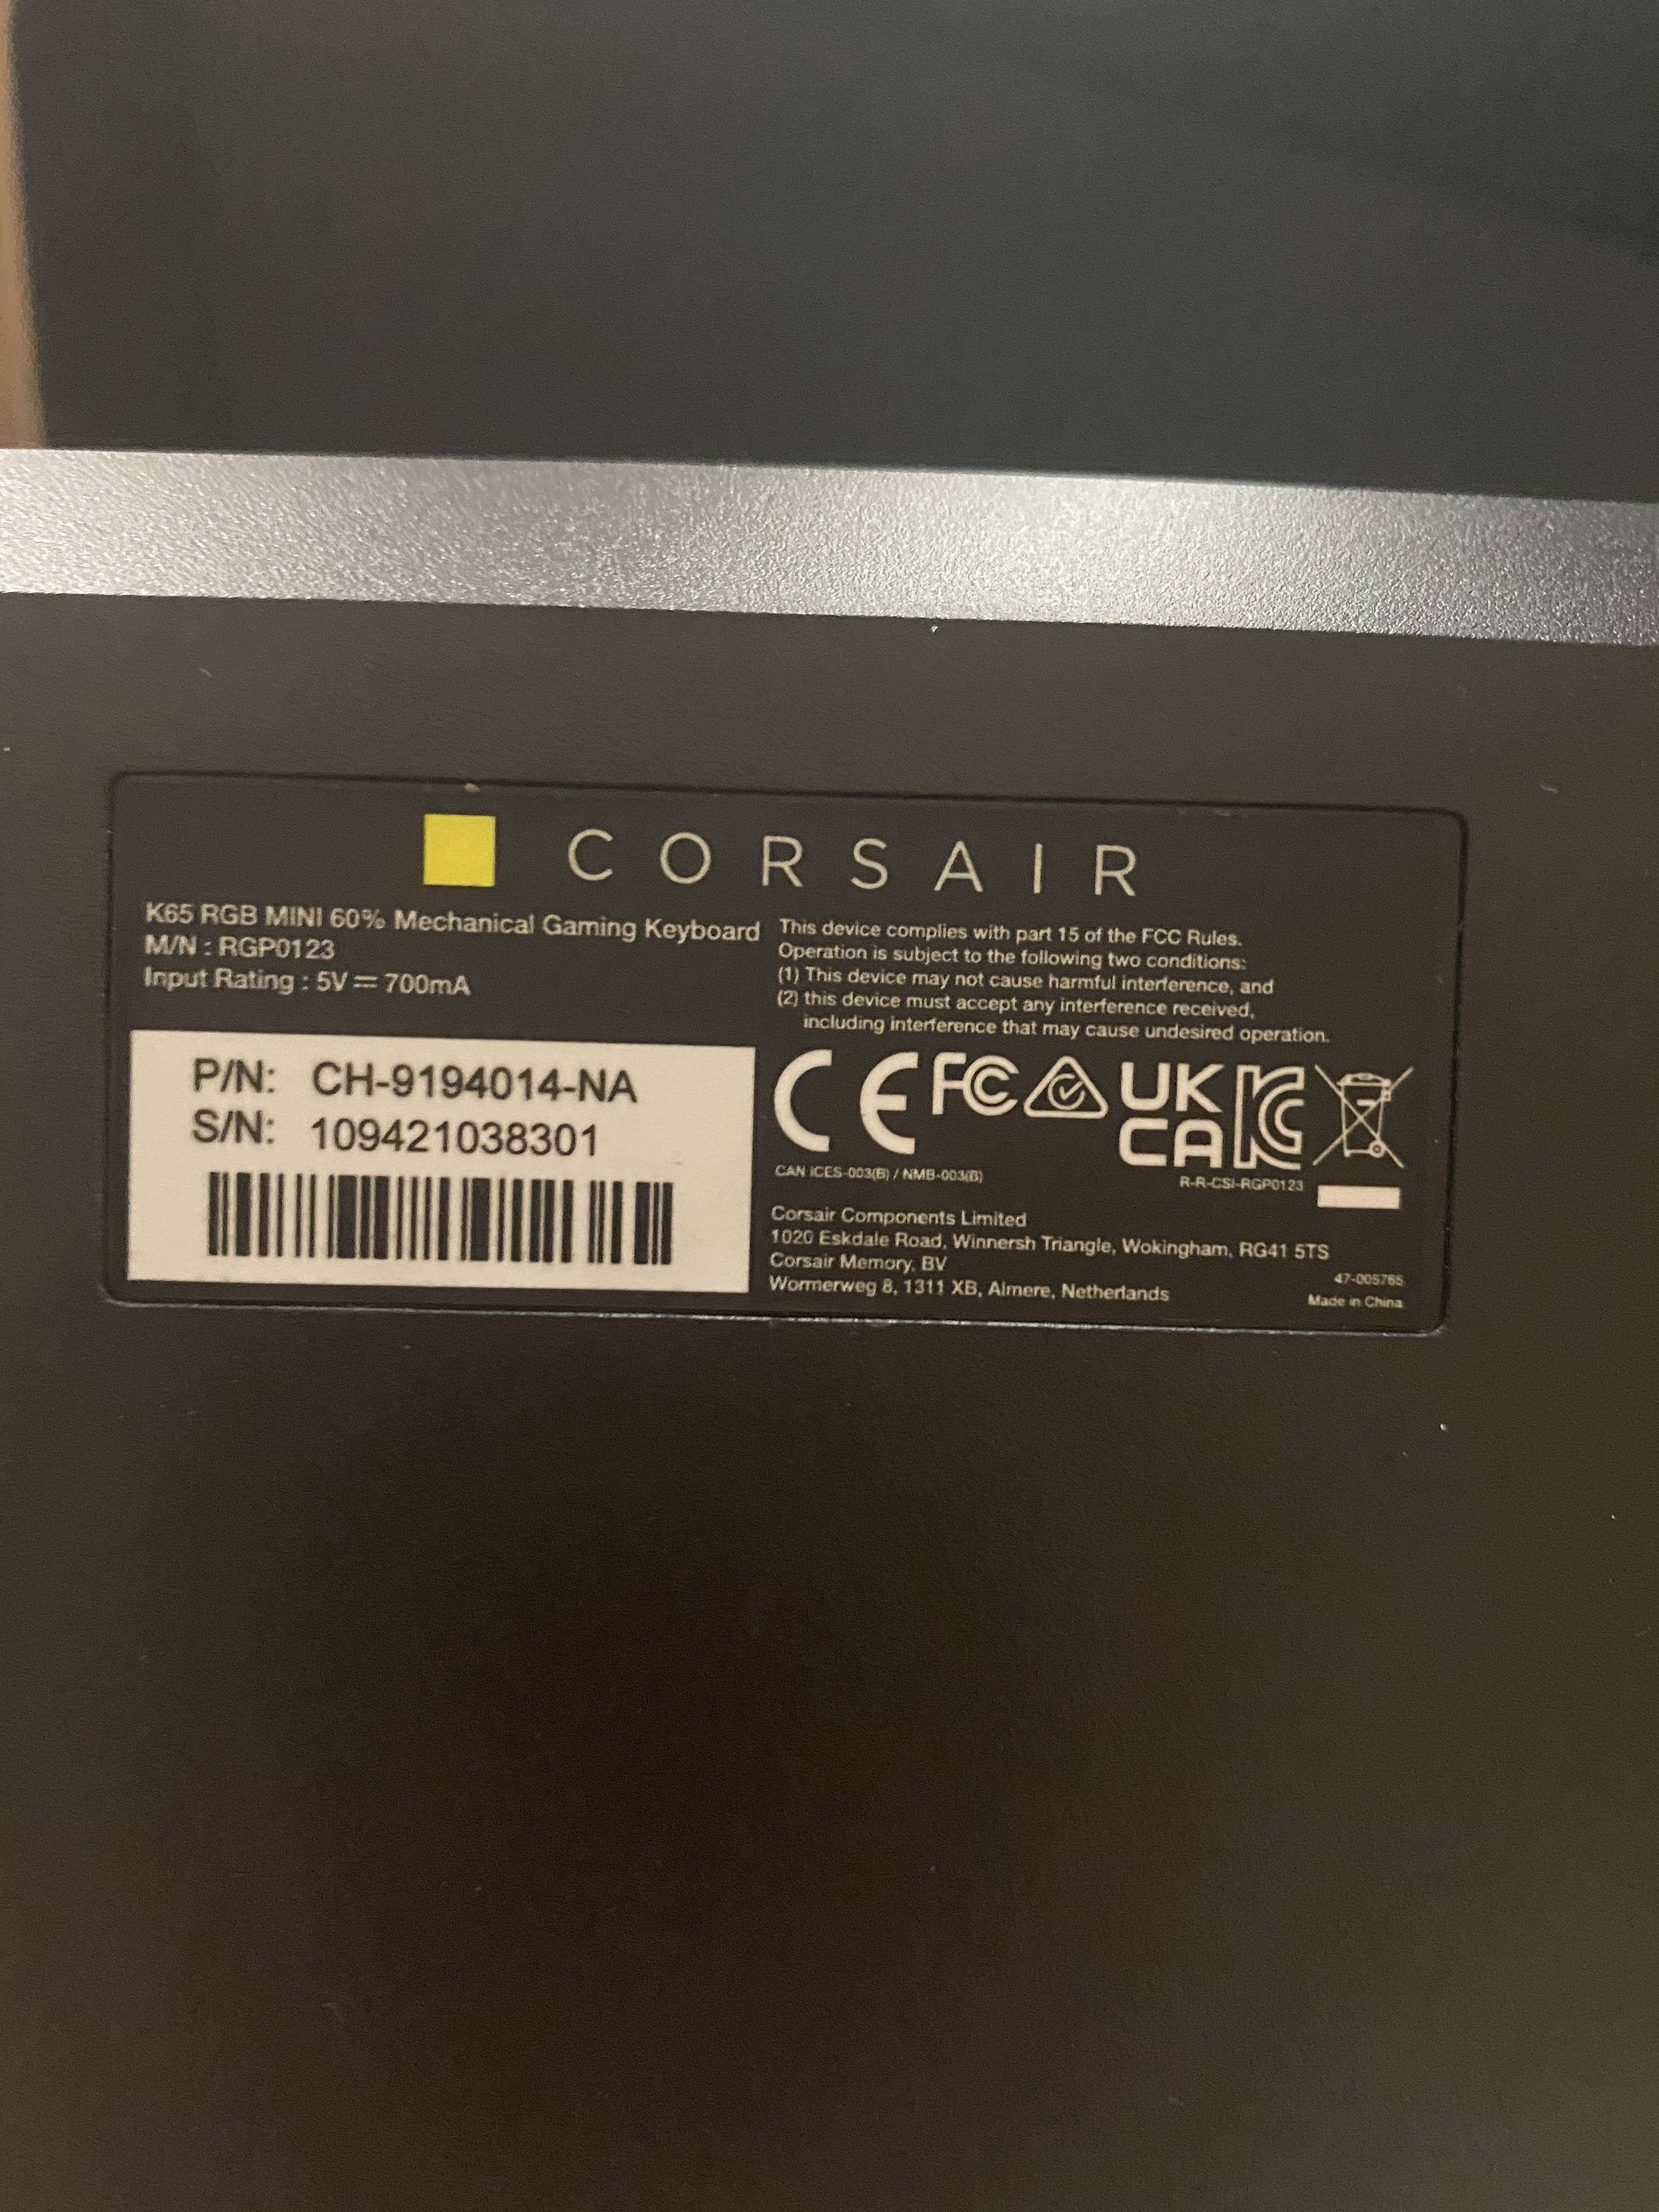 CORSAIR
K65 RGB MINI 60% Mechanical Gaming Keyboard
M/N : RGP0123
Input Rating : 5V ⎓ 700mA
P/N: CH-9194014-NA
S/N: 109421038301
This device complies with part 15 of the FCC Rules.
Operation is subject to the following two conditions:
(1) This device may not cause harmful interference, and
(2) this device must accept any interference received,
including interference that may cause undesired operation.
CE FC UK CA KC
CAN ICES-003(B) / NMB-003(B)
R-R-CSI-RGP0123
Corsair Components Limited
1020 Eskdale Road, Winnersh Triangle, Wokingham, RG41 5TS
Corsair Memory, BV
Wormerweg 8, 1311 XB, Almere, Netherlands
47-005765
Made in China